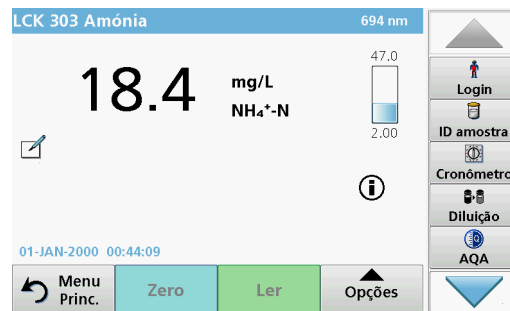 LCK 303 Amónia 694 nm
47.0
18.4 mg/L
NH₄⁺-N
2.00
01-JAN-2000 00:44:09
Menu
Princ.
Zero
Ler
Opções
Login
ID amostra
Cronômetro
Diluição
AQA